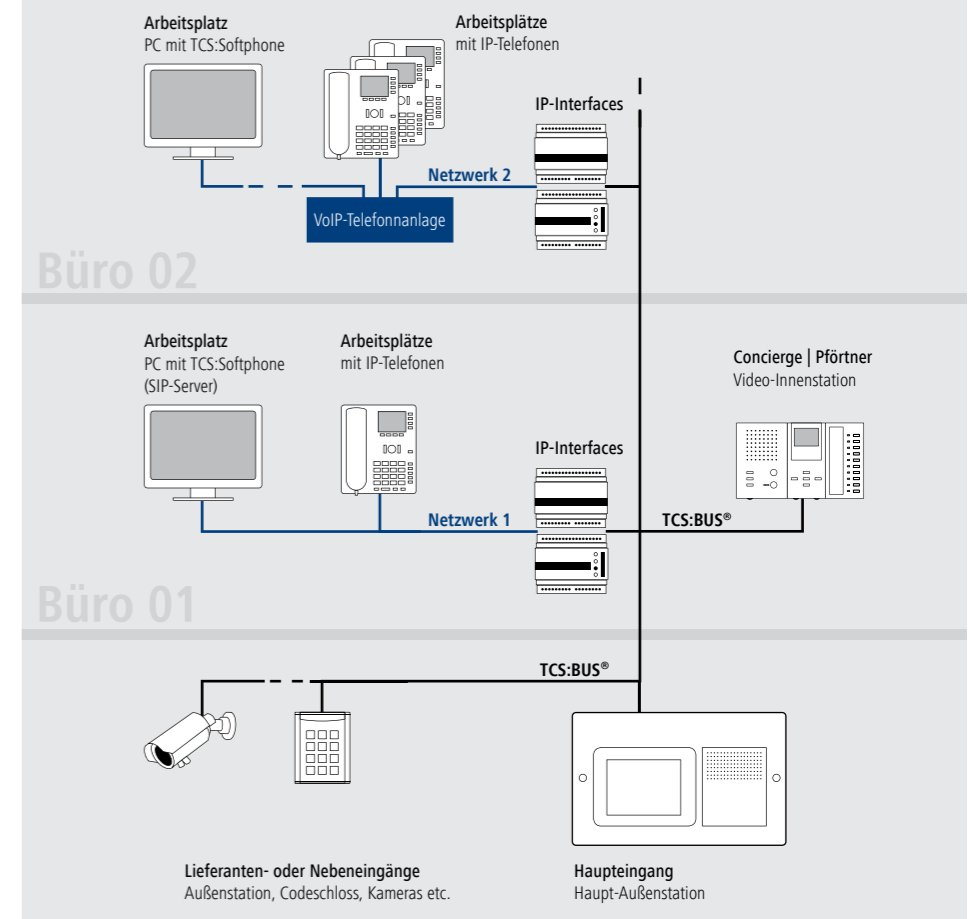 Arbeitsplatz
PC mit TCS:Softphone
Arbeitsplätze
mit IP-Telefonen
IP-Interfaces
Netzwerk 2
VoIP-Telefonnanlage
Büro 02
Arbeitsplatz
PC mit TCS:Softphone
(SIP-Server)
Arbeitsplätze
mit IP-Telefonen
Concierge | Pförtner
Video-Innenstation
IP-Interfaces
Netzwerk 1
TCS:BUS®
Büro 01
TCS:BUS®
Lieferanten- oder Nebeneingänge
Außenstation, Codeschloss, Kameras etc.
Haupteingang
Haupt-Außenstation